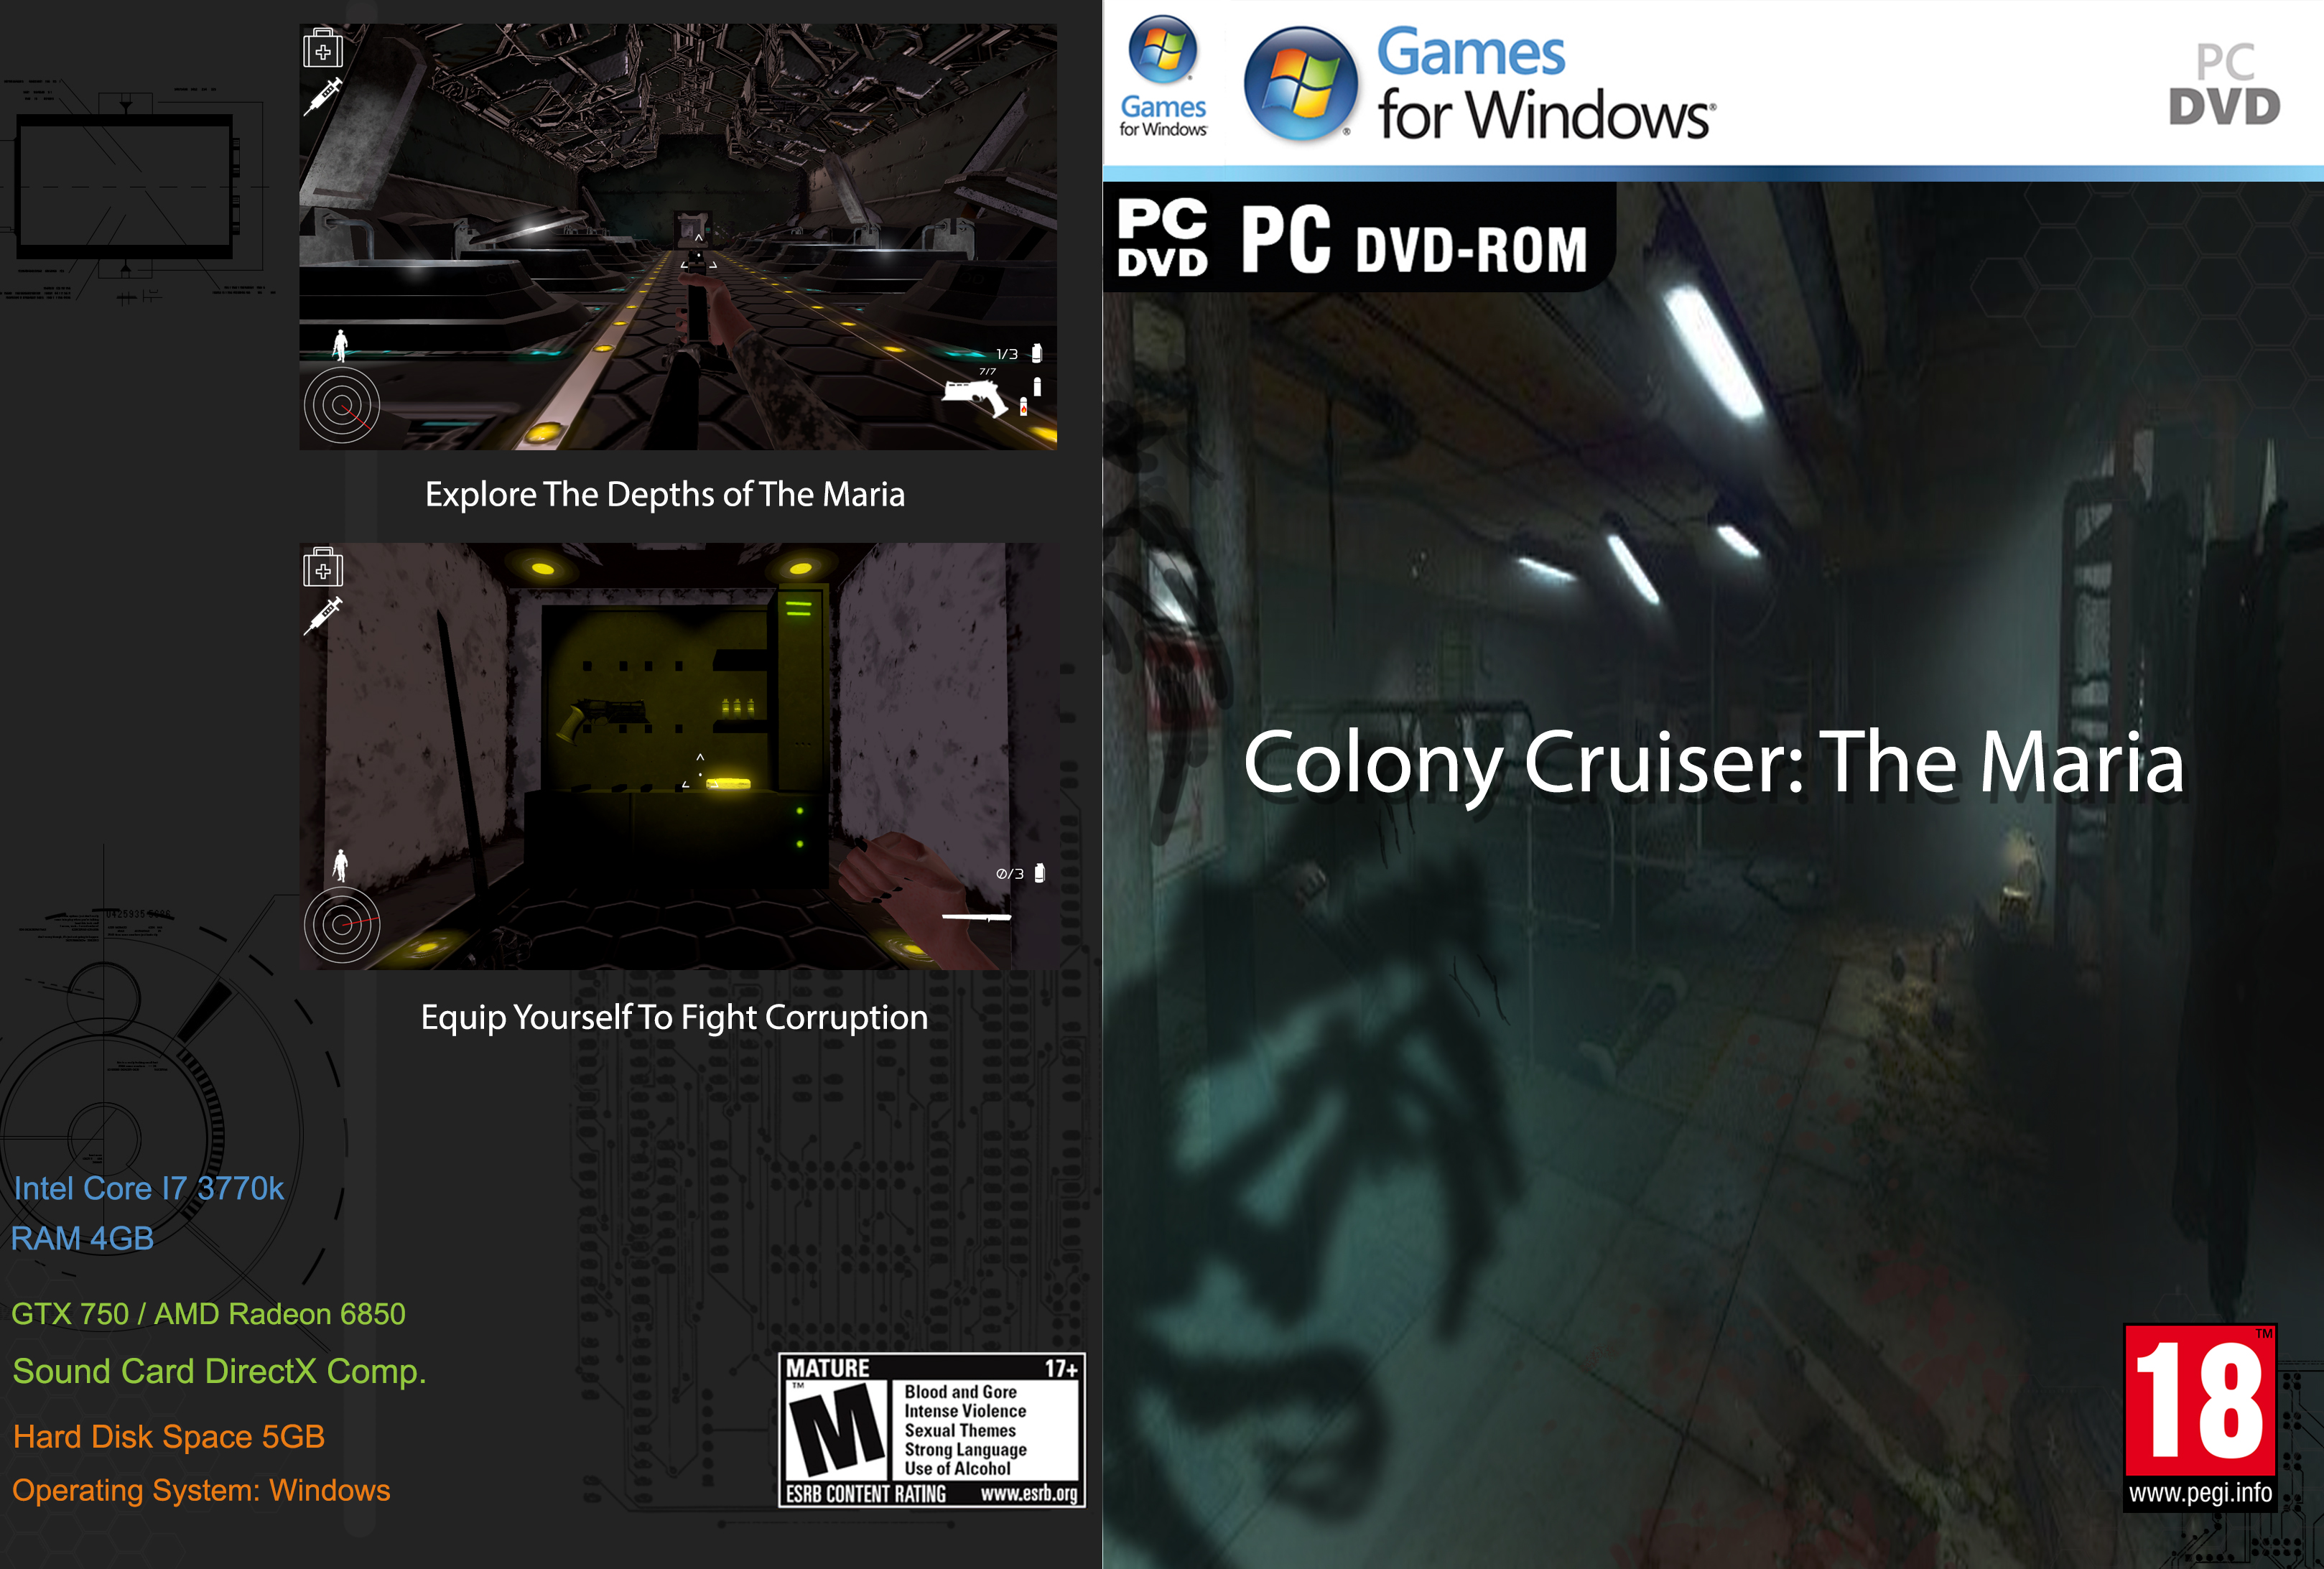 1/3
7/7
Explore The Depths of The Maria
0/3
Equip Yourself To Fight Corruption
0425935
Intel Core I7 3770k
RAM 4GB
GTX 750 / AMD Radeon 6850
Sound Card DirectX Comp.
Hard Disk Space 5GB
Operating System: Windows
MATURE 17+
TM
M
Blood and Gore
Intense Violence
Sexual Themes
Strong Language
Use of Alcohol
ESRB CONTENT RATING www.esrb.org
Games
for Windows®
Games
for Windows®
PC
DVD
PC
DVD
PC DVD-ROM
Colony Cruiser: The Maria
TM
18
www.pegi.info